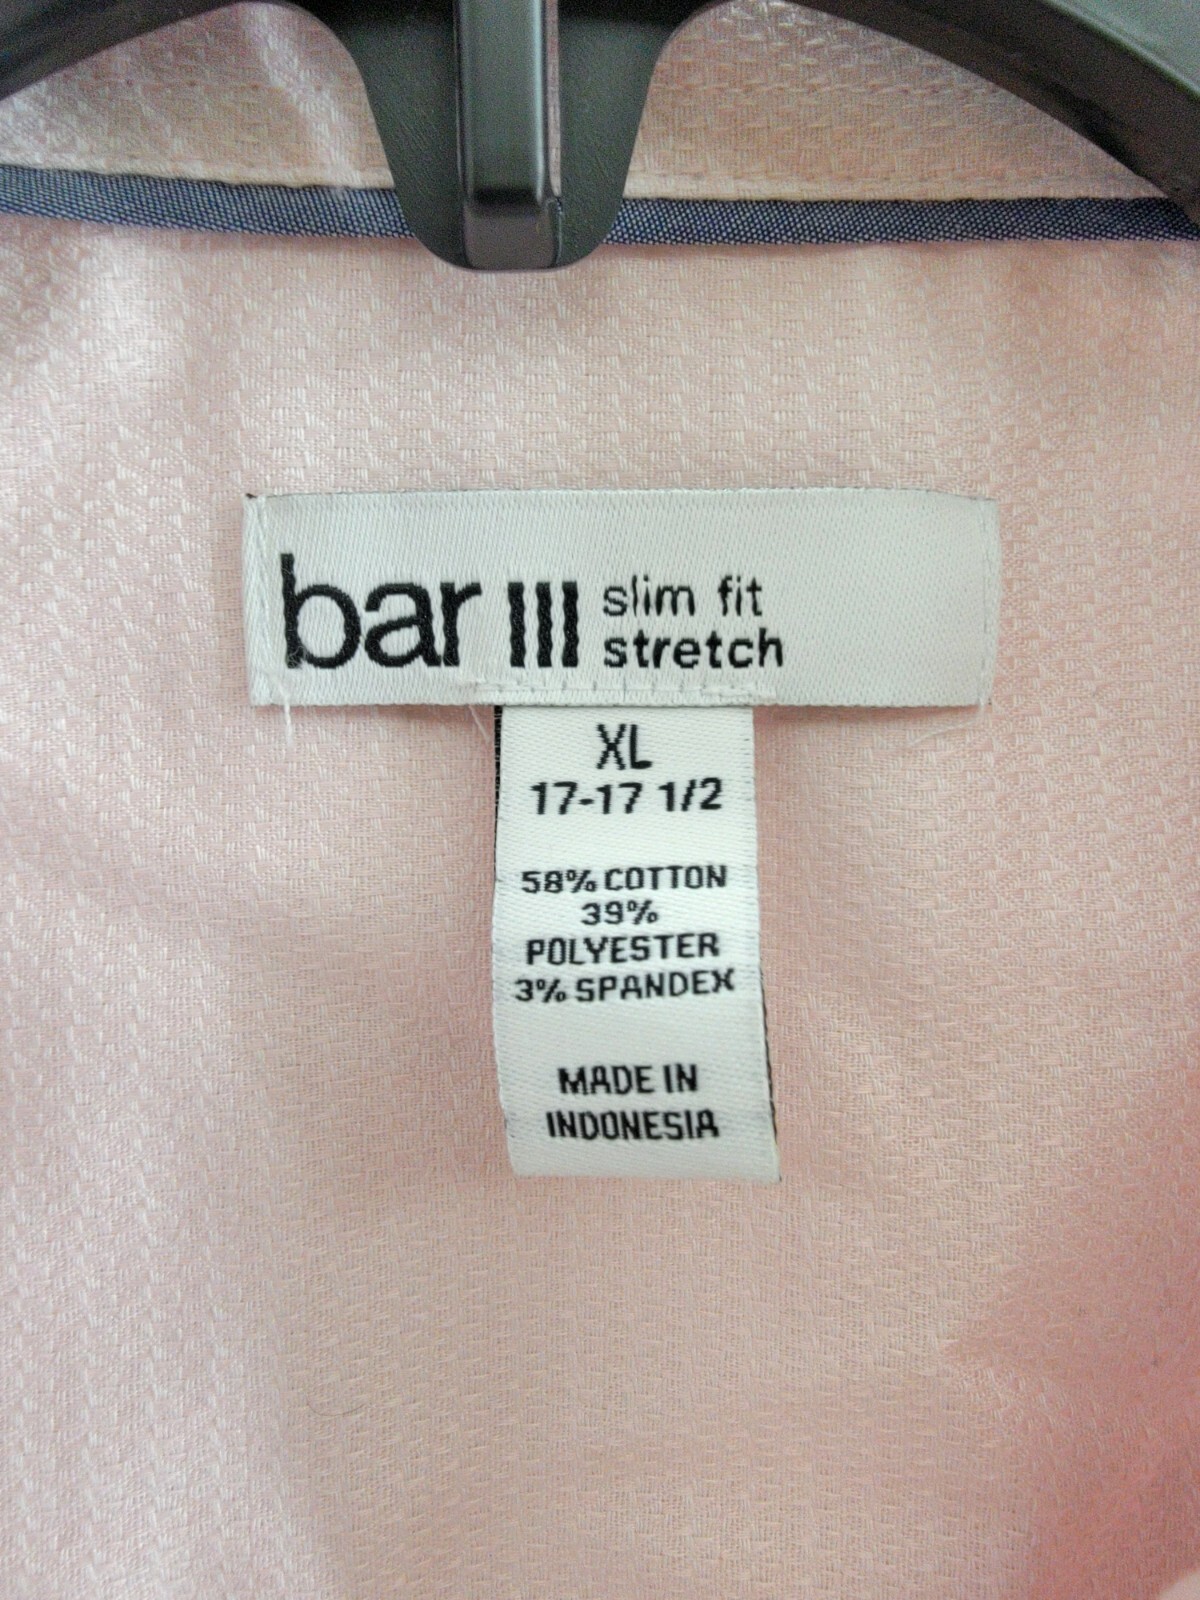 bar III slim fit
stretch
XL
17-17 1/2
58% COTTON
39%
POLYESTER
3% SPANDEX
MADE IN
INDONESIA